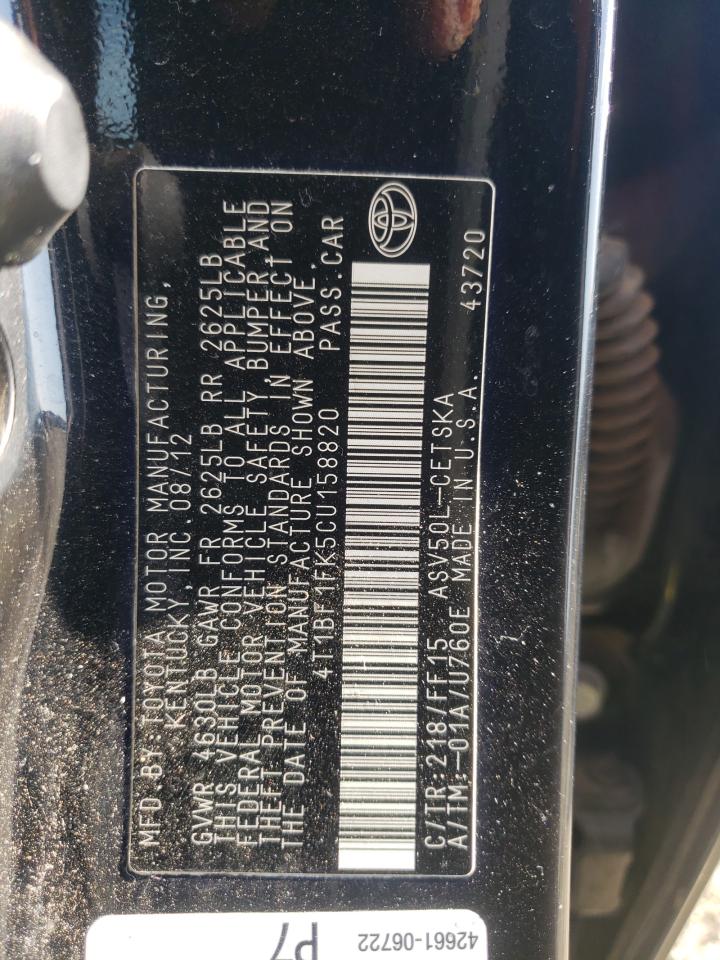 MFD.BY:TOYOTA MOTOR MANUFACTURING,
KENTUCKY,INC.08/12
GVWR 4630LB GAWR FR 2625LB RR 2625LB
THIS VEHICLE CONFORMS TO ALL APPLICABLE
FEDERAL MOTOR VEHICLE SAFETY,BUMPER,AND
THEFT PREVENTION STANDARDS IN EFFECT ON
THE DATE OF MANUFACTURE SHOWN ABOVE.
4T1BF1FK5CU158820 PASS.CAR
C/TR:218/FF15 ASV50L-CETSKA
A/TM:-01A/U760E MADE IN U.S.A. 43720
42661-06722
P7